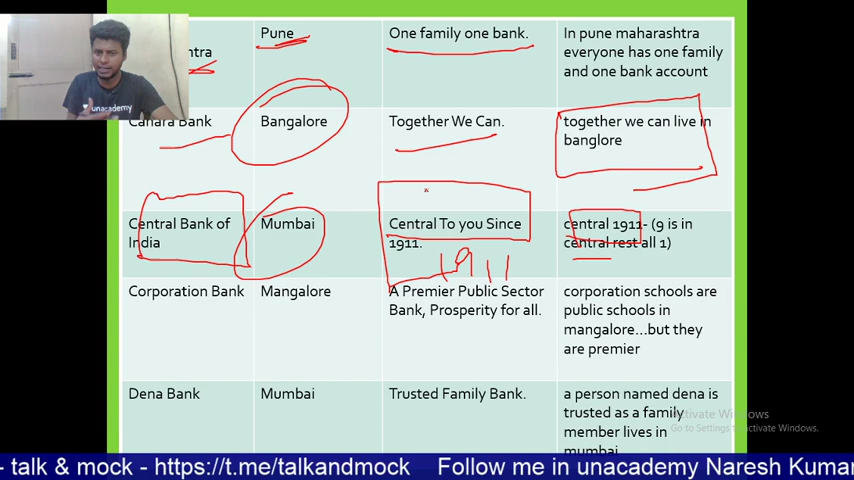 Pune
One family one bank.
In pune maharashtra
everyone has one family
and one bank account
unacademy
Canara Bank
Bangalore
Together We Can.
together we can live in
banglore
Central Bank of
India
Mumbai
Central To you Since
1911.
central 1911- (9 is in
central rest all 1)
1911
Corporation Bank
Mangalore
A Premier Public Sector
Bank, Prosperity for all.
corporation schools are
public schools in
mangalore...but they
are premier
Dena Bank
Mumbai
Trusted Family Bank.
a person named dena is
trusted as a family
member lives in
mumbai
Activate Windows
Go to Settings to activate Windows.
- talk & mock - https://t.me/talkandmock Follow me in unacademy Naresh Kumar